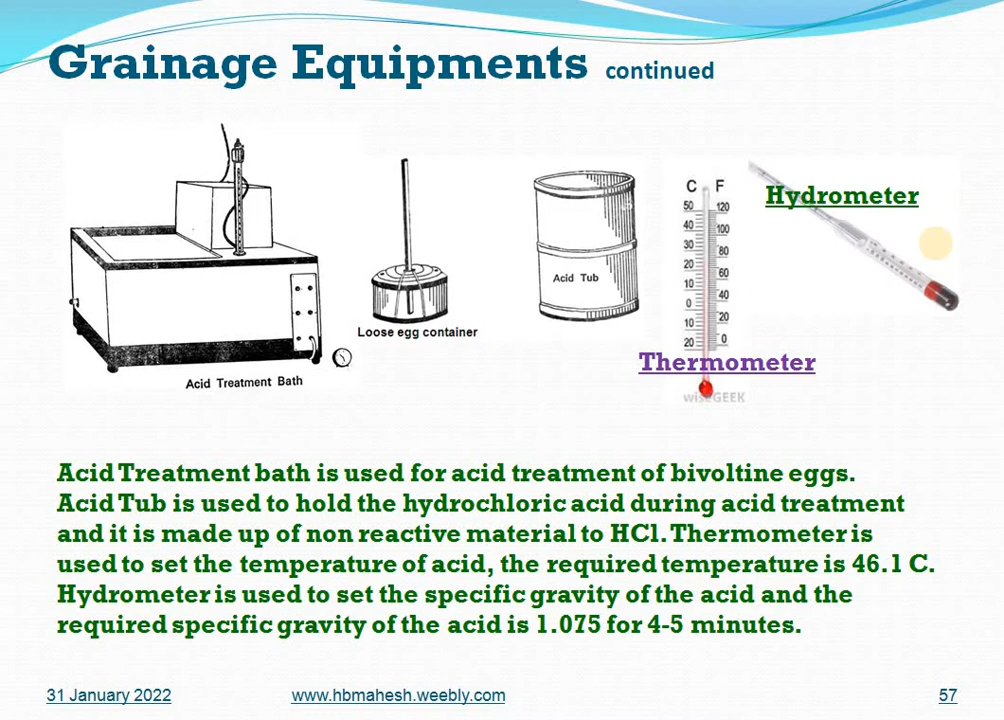 Grainage Equipments continued
Hydrometer
C F
50 120
40 100
30 80
20 60
10 40
0 20
10 0
20
Acid Tub
Loose egg container
Acid Treatment Bath
Thermometer
wiseGEEK
Acid Treatment bath is used for acid treatment of bivoltine eggs.
Acid Tub is used to hold the hydrochloric acid during acid treatment
and it is made up of non reactive material to HCl. Thermometer is
used to set the temperature of acid, the required temperature is 46.1 C.
Hydrometer is used to set the specific gravity of the acid and the
required specific gravity of the acid is 1.075 for 4-5 minutes.
31 January 2022 www.hbmahesh.weebly.com 57